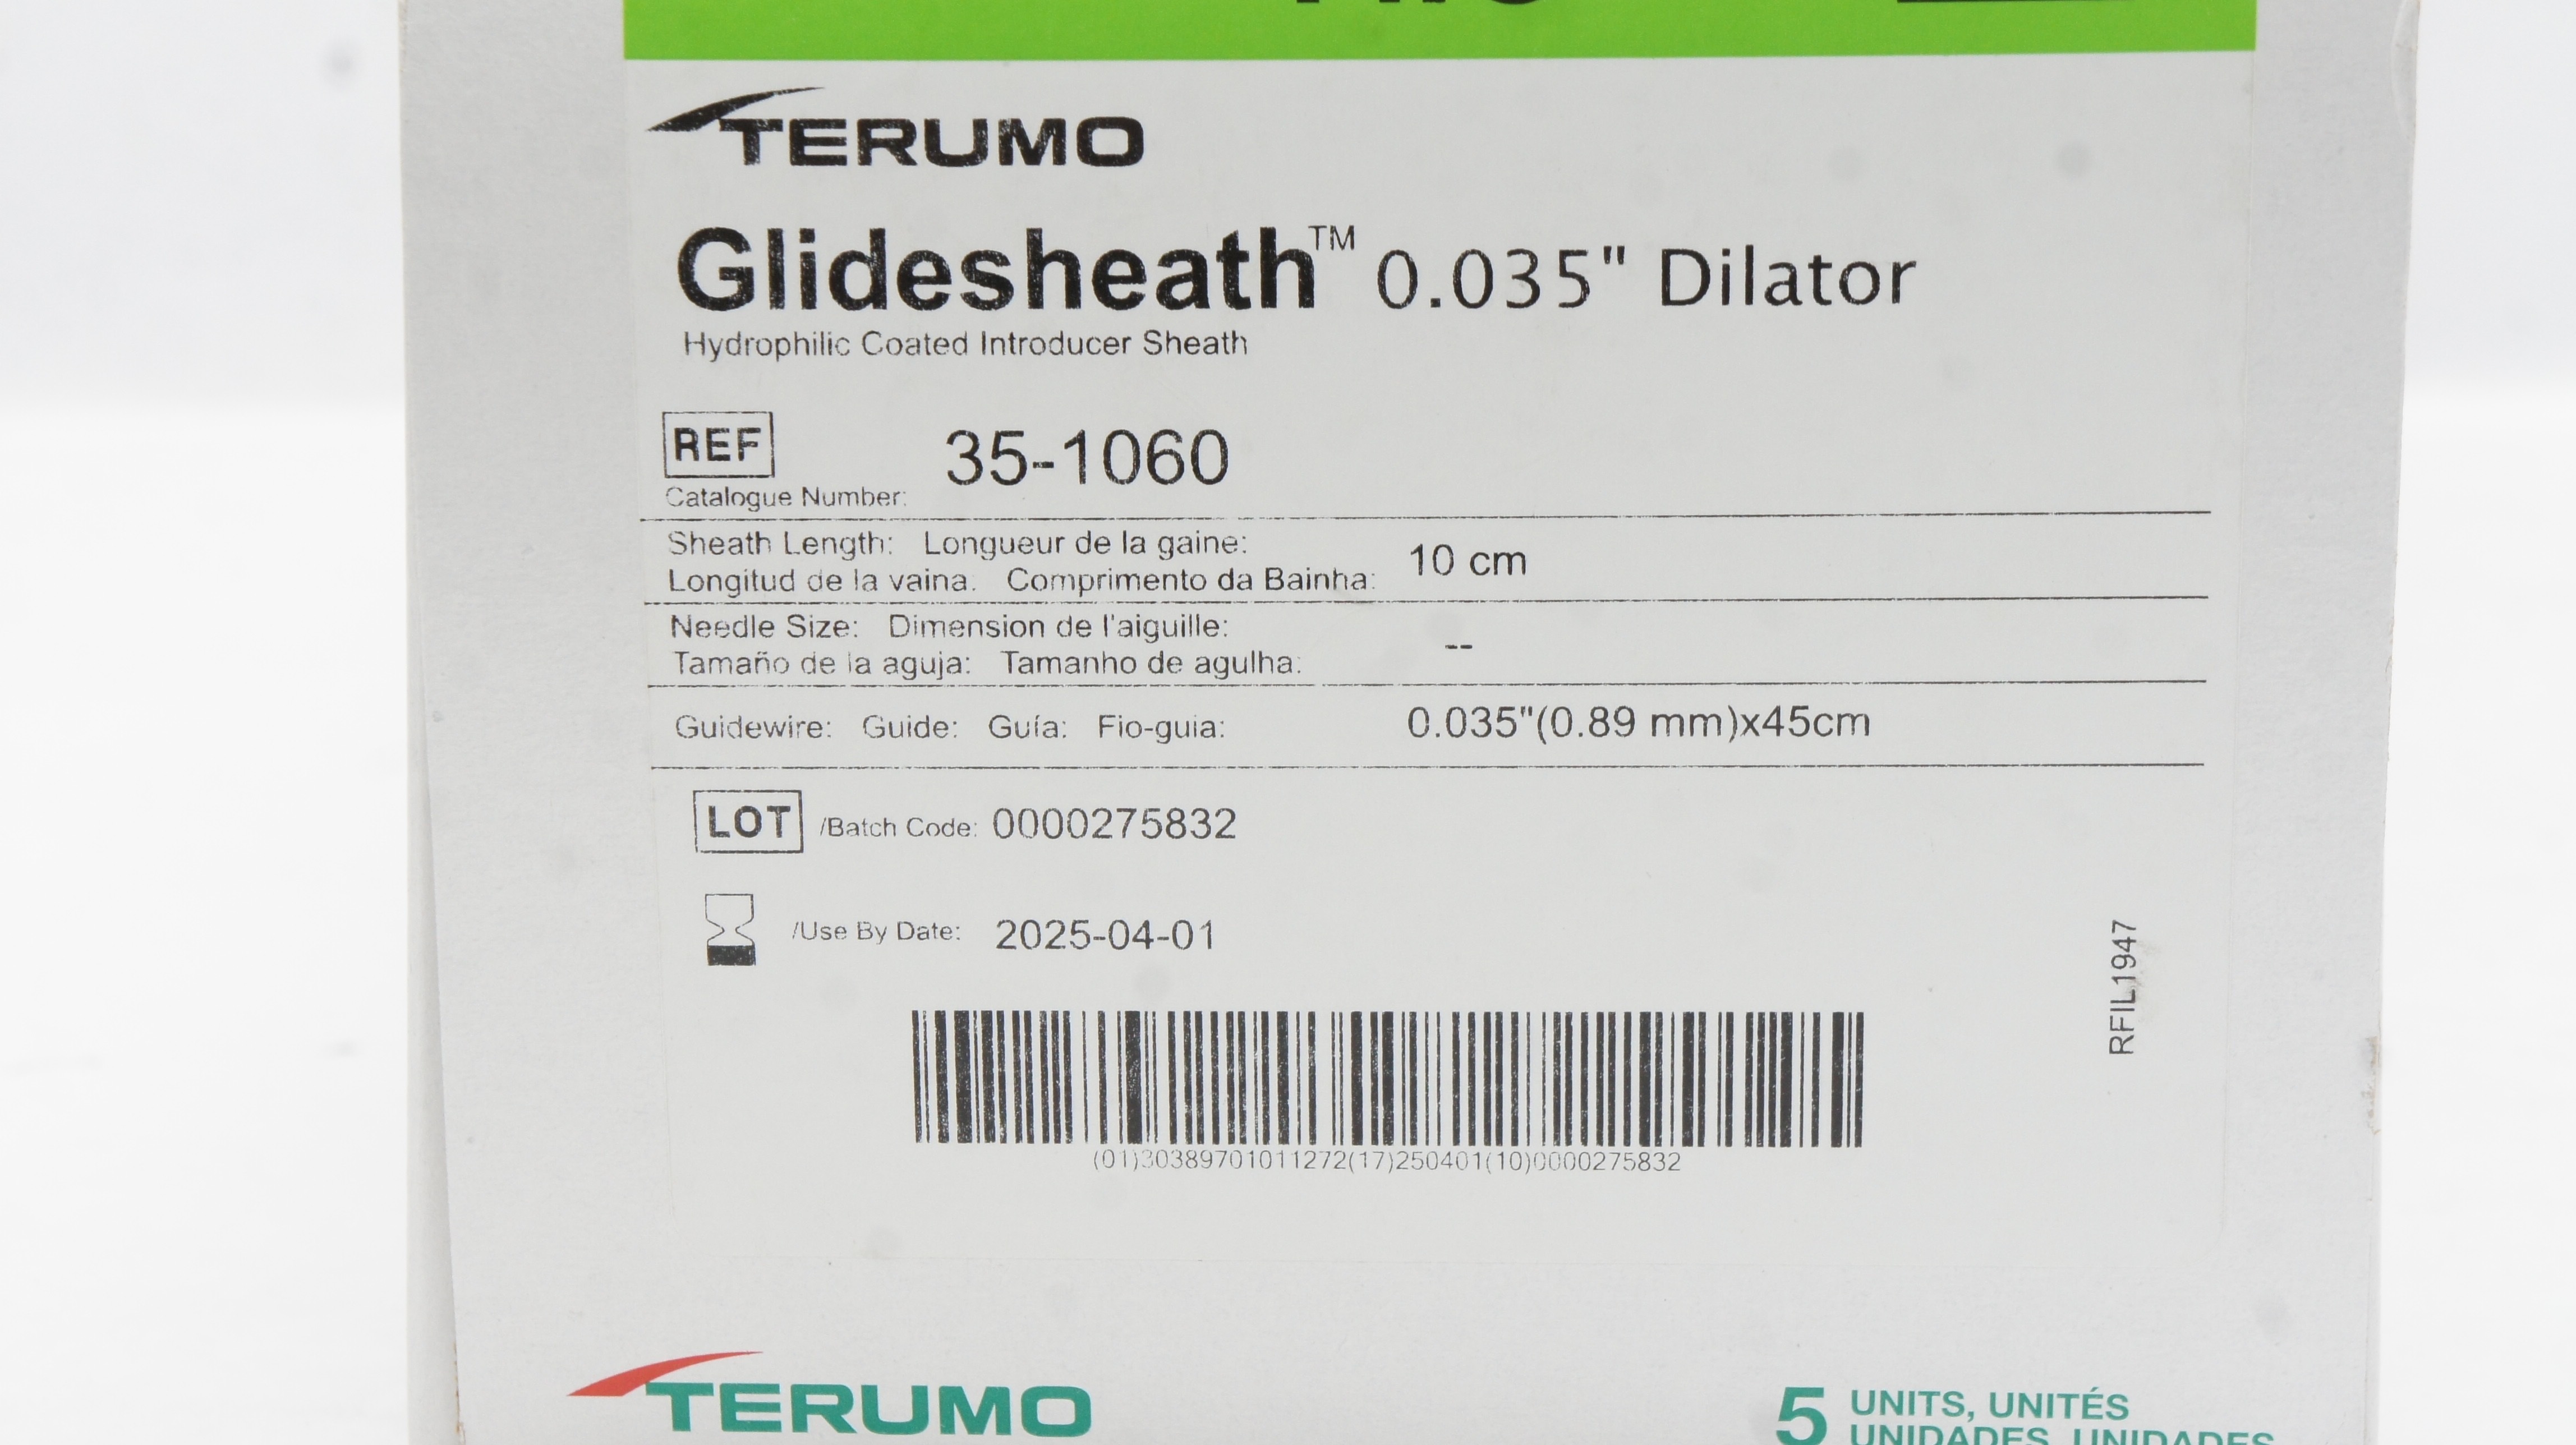 TERUMO
Glidesheath™ 0.035" Dilator
Hydrophilic Coated Introducer Sheath
REF 35-1060
Catalogue Number:
Sheath Length: Longueur de la gaine:
Longitud de la vaina: Comprimento da Bainha: 10 cm
Needle Size: Dimension de l'aiguille:
Tamaño de la aguja: Tamanho de agulha: --
Guidewire: Guide: Guía: Fio-guia: 0.035"(0.89 mm)x45cm
LOT /Batch Code: 0000275832
/Use By Date: 2025-04-01
RFIL1947
(01)30389701011272(17)250401(10)0000275832
TERUMO
5 UNITS, UNITÉS
UNIDADES, UNIDADES